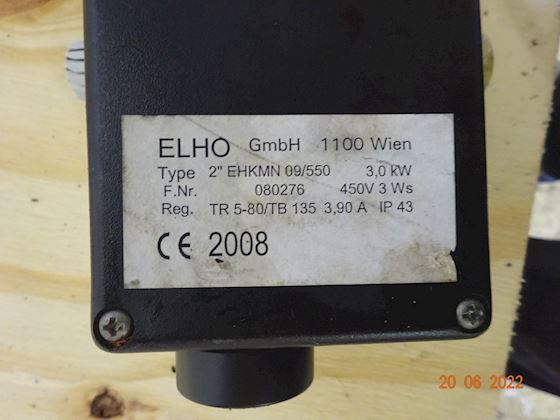 ELHO GmbH 1100 Wien
Type 2" EHKMN 09/550 3,0 kW
F.Nr. 080276 450V 3 Ws
Reg. TR 5-80/TB 135 3,90 A IP 43
CE 2008
20 06 2022